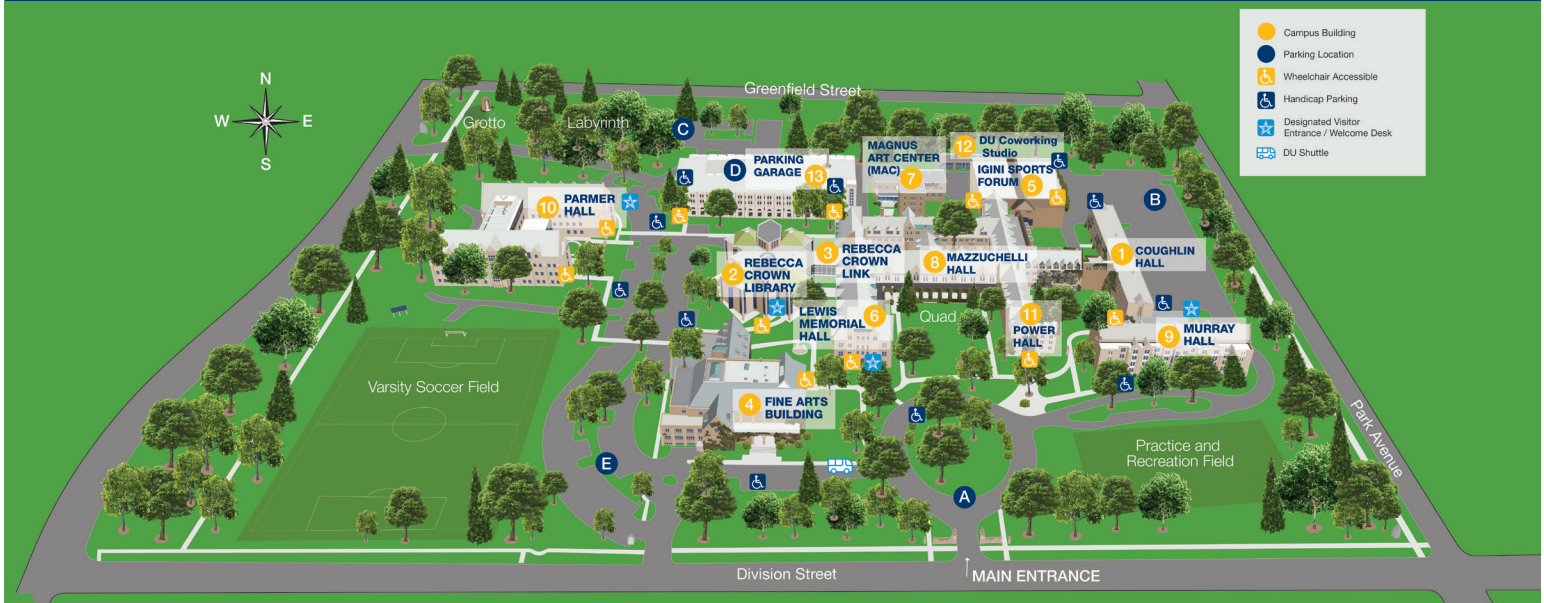 Campus Building
Parking Location
Wheelchair Accessible
Handicap Parking
Designated Visitor
Entrance / Welcome Desk
DU Shuttle
N
W
E
S
Greenfield Street
Grotto
Labyrinth
C
D
PARKING
GARAGE
13
MAGNUS
ART CENTER
(MAC)
7
12
DU Coworking
Studio
IGINI SPORTS
FORUM
5
B
10
PARMER
HALL
2
REBECCA
CROWN
LIBRARY
3
REBECCA
CROWN
LINK
8
MAZZUCHELLI
HALL
1
COUGHLIN
HALL
LEWIS
MEMORIAL
HALL
6
Quad
11
POWER
HALL
9
MURRAY
HALL
Varsity Soccer Field
4
FINE ARTS
BUILDING
Practice and
Recreation Field
Park Avenue
E
A
Division Street
MAIN ENTRANCE